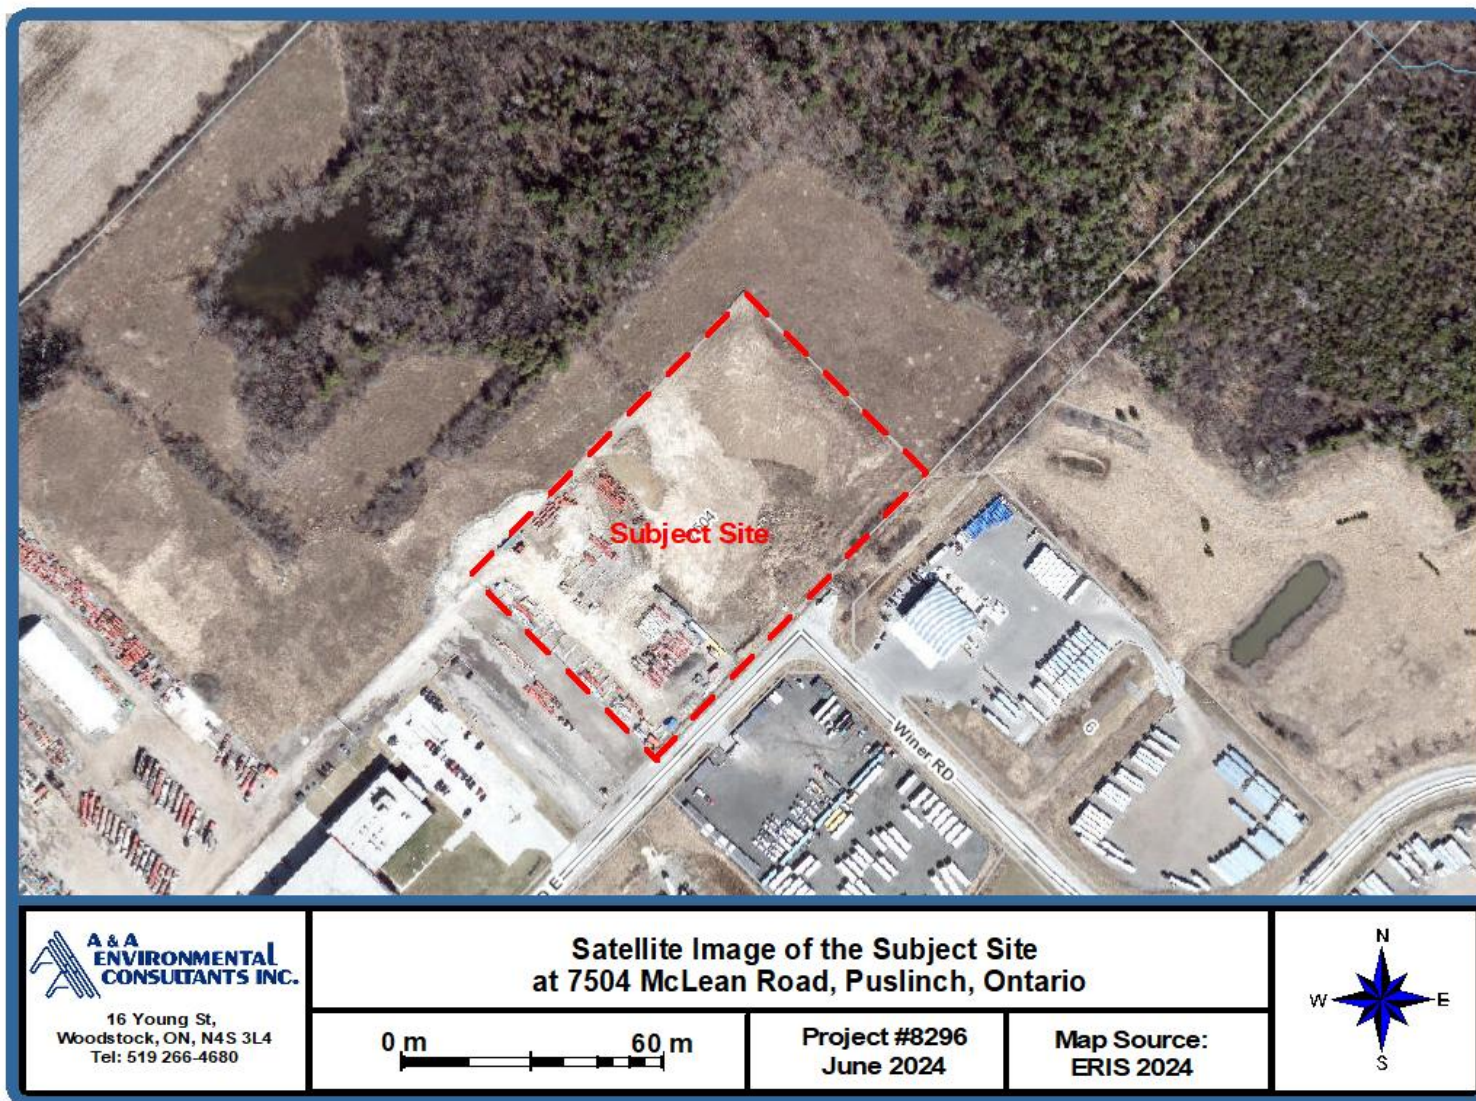 Subject Site
Winer RD
6
A & A
ENVIRONMENTAL
CONSULTANTS INC.
16 Young St,
Woodstock, ON, N4S 3L4
Tel: 519 266-4680
Satellite Image of the Subject Site
at 7504 McLean Road, Puslinch, Ontario
0 m 60 m
Project #8296
June 2024
Map Source:
ERIS 2024
N
W E
S